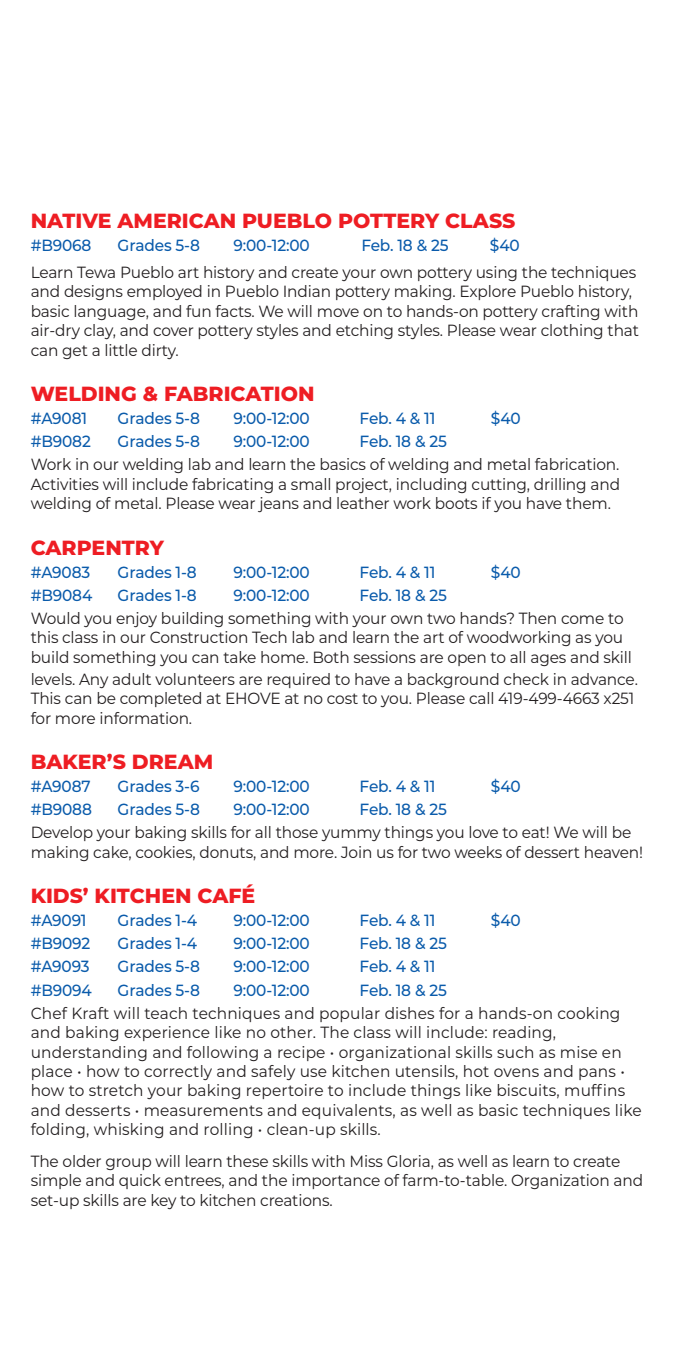 NATIVE AMERICAN PUEBLO POTTERY CLASS
#B9068 Grades 5-8 9:00-12:00 Feb. 18 & 25 $40
Learn Tewa Pueblo art history and create your own pottery using the techniques
and designs employed in Pueblo Indian pottery making. Explore Pueblo history,
basic language, and fun facts. We will move on to hands-on pottery crafting with
air-dry clay, and cover pottery styles and etching styles. Please wear clothing that
can get a little dirty.
WELDING & FABRICATION
#A9081 Grades 5-8 9:00-12:00 Feb. 4 & 11 $40
#B9082 Grades 5-8 9:00-12:00 Feb. 18 & 25
Work in our welding lab and learn the basics of welding and metal fabrication.
Activities will include fabricating a small project, including cutting, drilling and
welding of metal. Please wear jeans and leather work boots if you have them.
CARPENTRY
#A9083 Grades 1-8 9:00-12:00 Feb. 4 & 11 $40
#B9084 Grades 1-8 9:00-12:00 Feb. 18 & 25
Would you enjoy building something with your own two hands? Then come to
this class in our Construction Tech lab and learn the art of woodworking as you
build something you can take home. Both sessions are open to all ages and skill
levels. Any adult volunteers are required to have a background check in advance.
This can be completed at EHOVE at no cost to you. Please call 419-499-4663 x251
for more information.
BAKER’S DREAM
#A9087 Grades 3-6 9:00-12:00 Feb. 4 & 11 $40
#B9088 Grades 5-8 9:00-12:00 Feb. 18 & 25
Develop your baking skills for all those yummy things you love to eat! We will be
making cake, cookies, donuts, and more. Join us for two weeks of dessert heaven!
KIDS’ KITCHEN CAFÉ
#A9091 Grades 1-4 9:00-12:00 Feb. 4 & 11 $40
#B9092 Grades 1-4 9:00-12:00 Feb. 18 & 25
#A9093 Grades 5-8 9:00-12:00 Feb. 4 & 11
#B9094 Grades 5-8 9:00-12:00 Feb. 18 & 25
Chef Kraft will teach techniques and popular dishes for a hands-on cooking
and baking experience like no other. The class will include: reading,
understanding and following a recipe • organizational skills such as mise en
place • how to correctly and safely use kitchen utensils, hot ovens and pans •
how to stretch your baking repertoire to include things like biscuits, muffins
and desserts • measurements and equivalents, as well as basic techniques like
folding, whisking and rolling • clean-up skills.
The older group will learn these skills with Miss Gloria, as well as learn to create
simple and quick entrees, and the importance of farm-to-table. Organization and
set-up skills are key to kitchen creations.